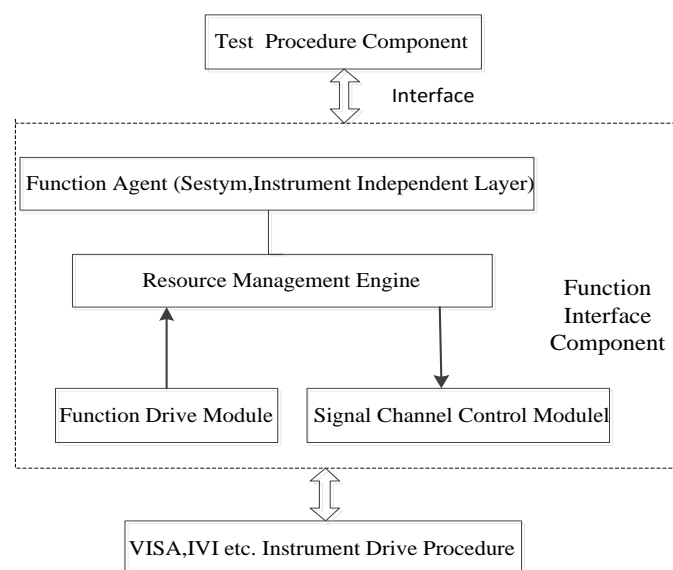 Test Procedure Component
Interface
Function Agent (Sestym,Instrument Independent Layer)
Resource Management Engine
Function
Interface
Component
Function Drive Module
Signal Channel Control Modulel
VISA,IVI etc. Instrument Drive Procedure